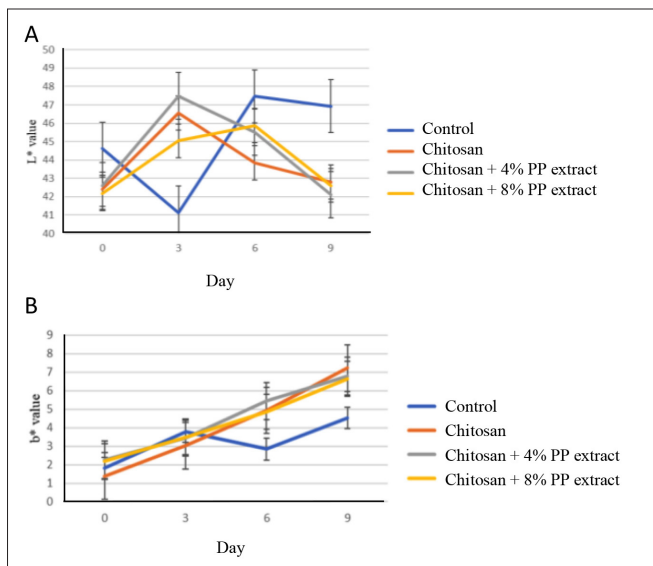 A
50
49
48
47
46
45
44
43
42
41
40
L* value
0 3 6 9
Day
Control
Chitosan
Chitosan + 4% PP extract
Chitosan + 8% PP extract
B
9
8
7
6
5
4
3
2
1
0
b* value
0 3 6 9
Day
Control
Chitosan
Chitosan + 4% PP extract
Chitosan + 8% PP extract